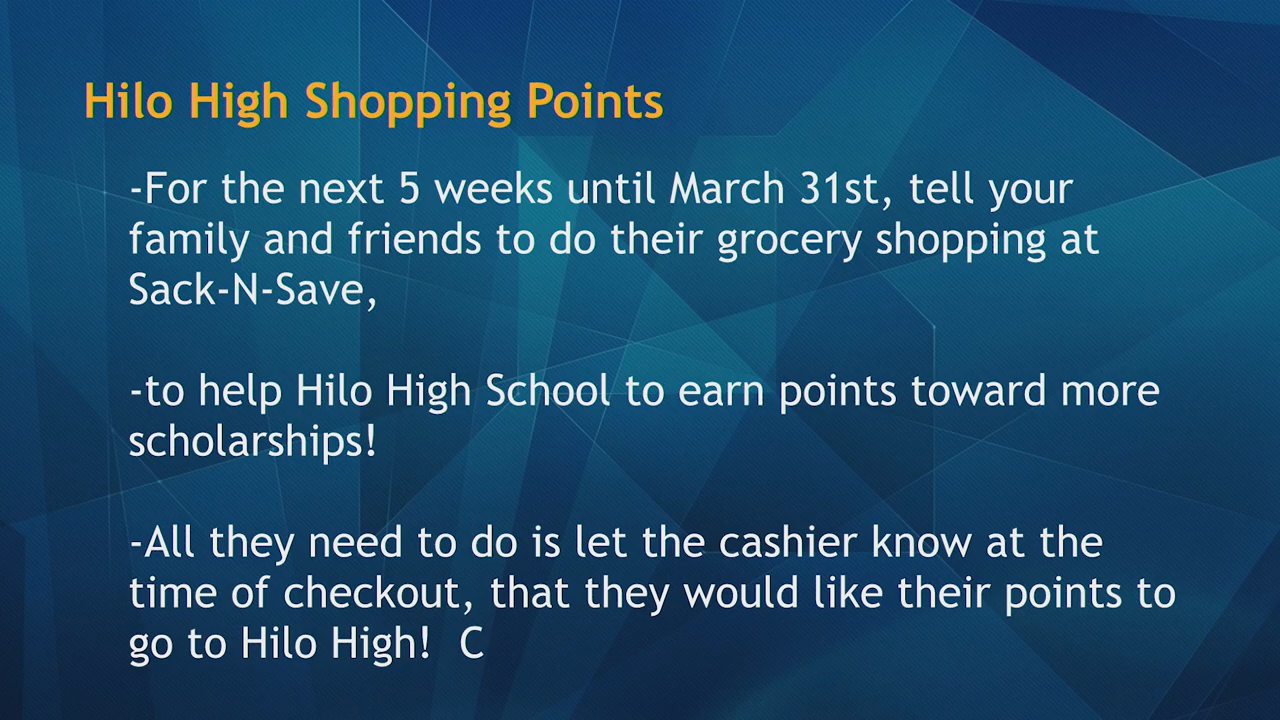 Hilo High Shopping Points
-For the next 5 weeks until March 31st, tell your
family and friends to do their grocery shopping at
Sack-N-Save,
-to help Hilo High School to earn points toward more
scholarships!
-All they need to do is let the cashier know at the
time of checkout, that they would like their points to
go to Hilo High!  C